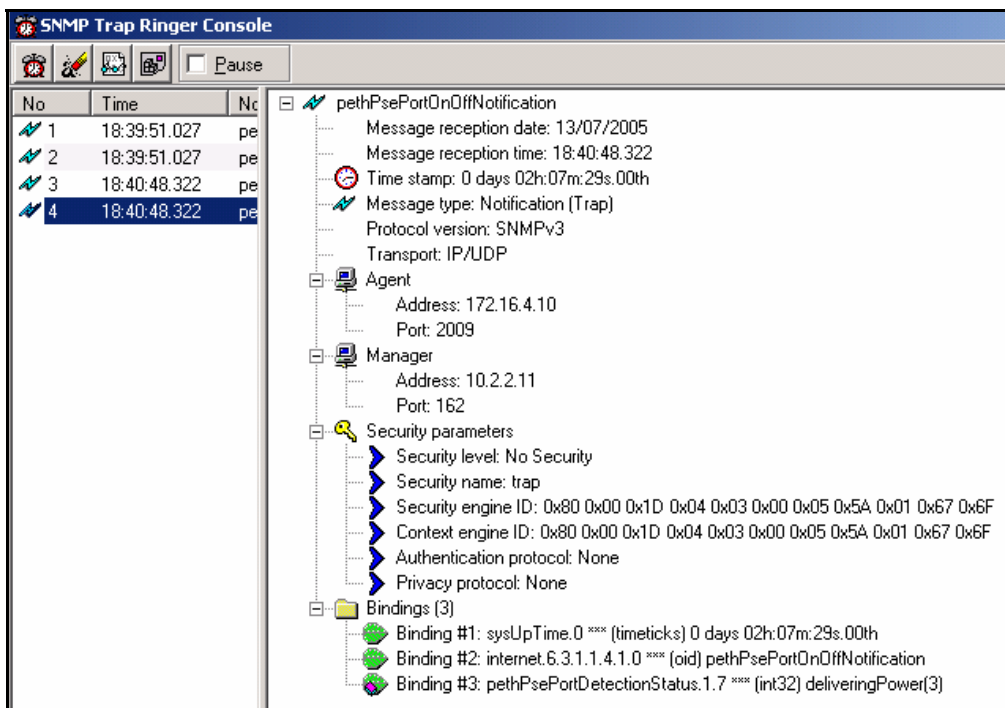 SNMP Trap Ringer Console
Pause
No Time Nc
1 18:39:51.027 pe
2 18:39:51.027 pe
3 18:40:48.322 pe
4 18:40:48.322 pe
pethPsePortOnOffNotification
Message reception date: 13/07/2005
Message reception time: 18:40:48.322
Time stamp: 0 days 02h:07m:29s.00th
Message type: Notification (Trap)
Protocol version: SNMPv3
Transport: IP/UDP
Agent
Address: 172.16.4.10
Port: 2009
Manager
Address: 10.2.2.11
Port: 162
Security parameters
Security level: No Security
Security name: trap
Security engine ID: 0x80 0x00 0x1D 0x04 0x03 0x00 0x05 0x5A 0x01 0x67 0x6F
Context engine ID: 0x80 0x00 0x1D 0x04 0x03 0x00 0x05 0x5A 0x01 0x67 0x6F
Authentication protocol: None
Privacy protocol: None
Bindings (3)
Binding #1: sysUpTime.0 *** (timeticks) 0 days 02h:07m:29s.00th
Binding #2: internet.6.3.1.1.4.1.0 *** (oid) pethPsePortOnOffNotification
Binding #3: pethPsePortDetectionStatus.1.7 *** (int32) deliveringPower(3)